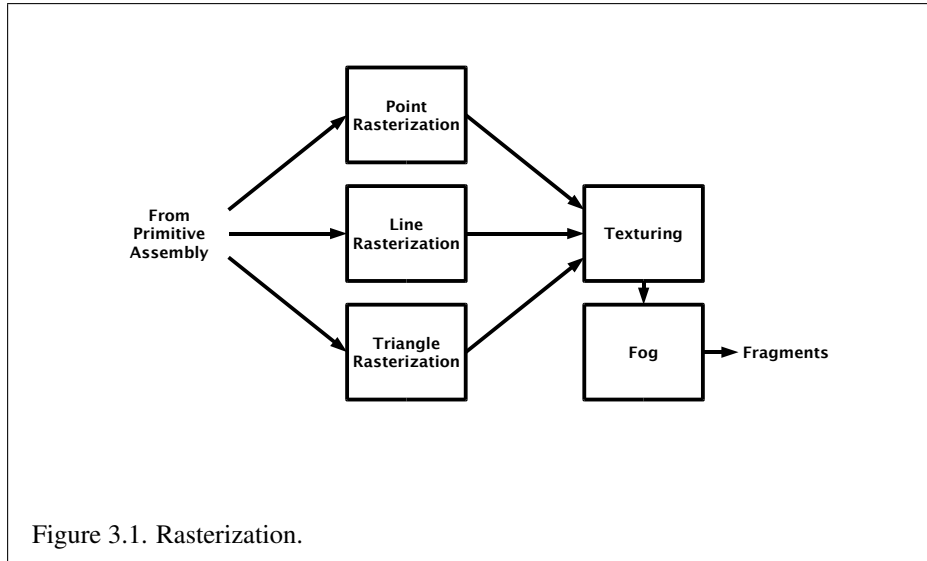 Point
Rasterization
From
Primitive
Assembly
Line
Rasterization
Texturing
Triangle
Rasterization
Fog
Fragments
Figure 3.1. Rasterization.